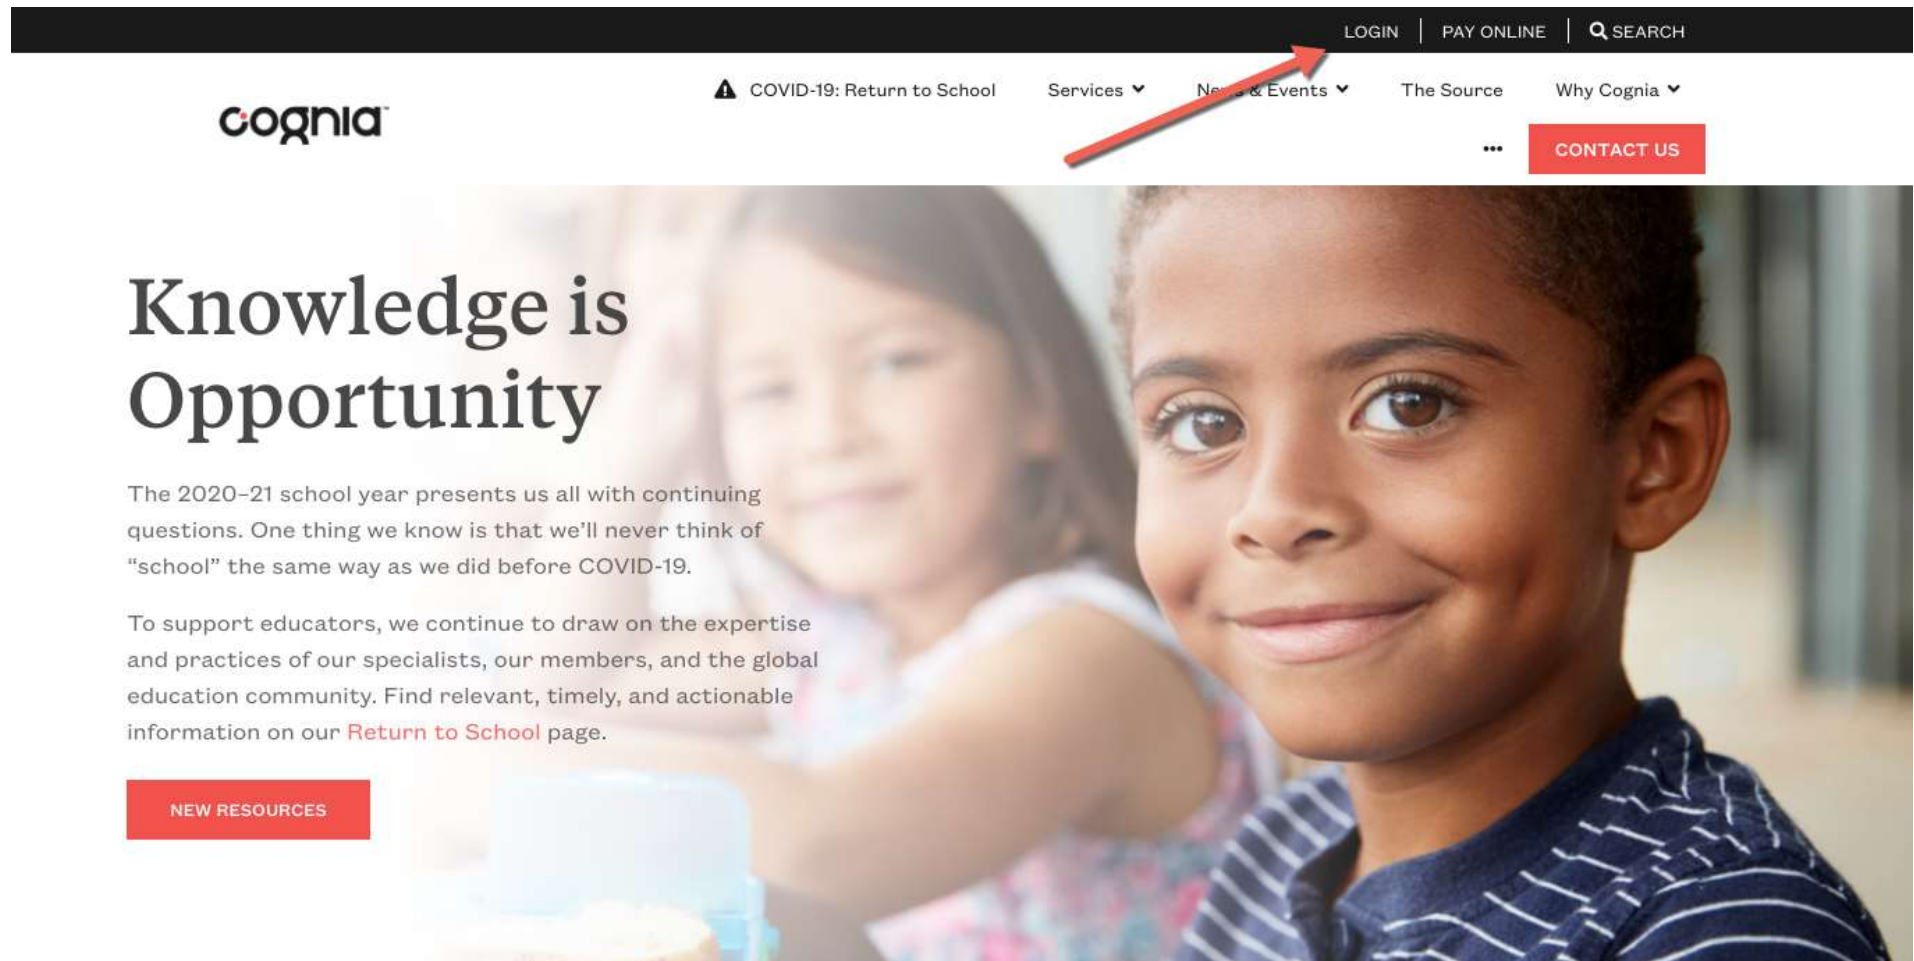 LOGIN PAY ONLINE SEARCH
COVID-19: Return to School Services News & Events The Source Why Cognia
cognia™
••• CONTACT US
Knowledge is
Opportunity
The 2020–21 school year presents us all with continuing
questions. One thing we know is that we’ll never think of
“school” the same way as we did before COVID-19.
To support educators, we continue to draw on the expertise
and practices of our specialists, our members, and the global
education community. Find relevant, timely, and actionable
information on our Return to School page.
NEW RESOURCES